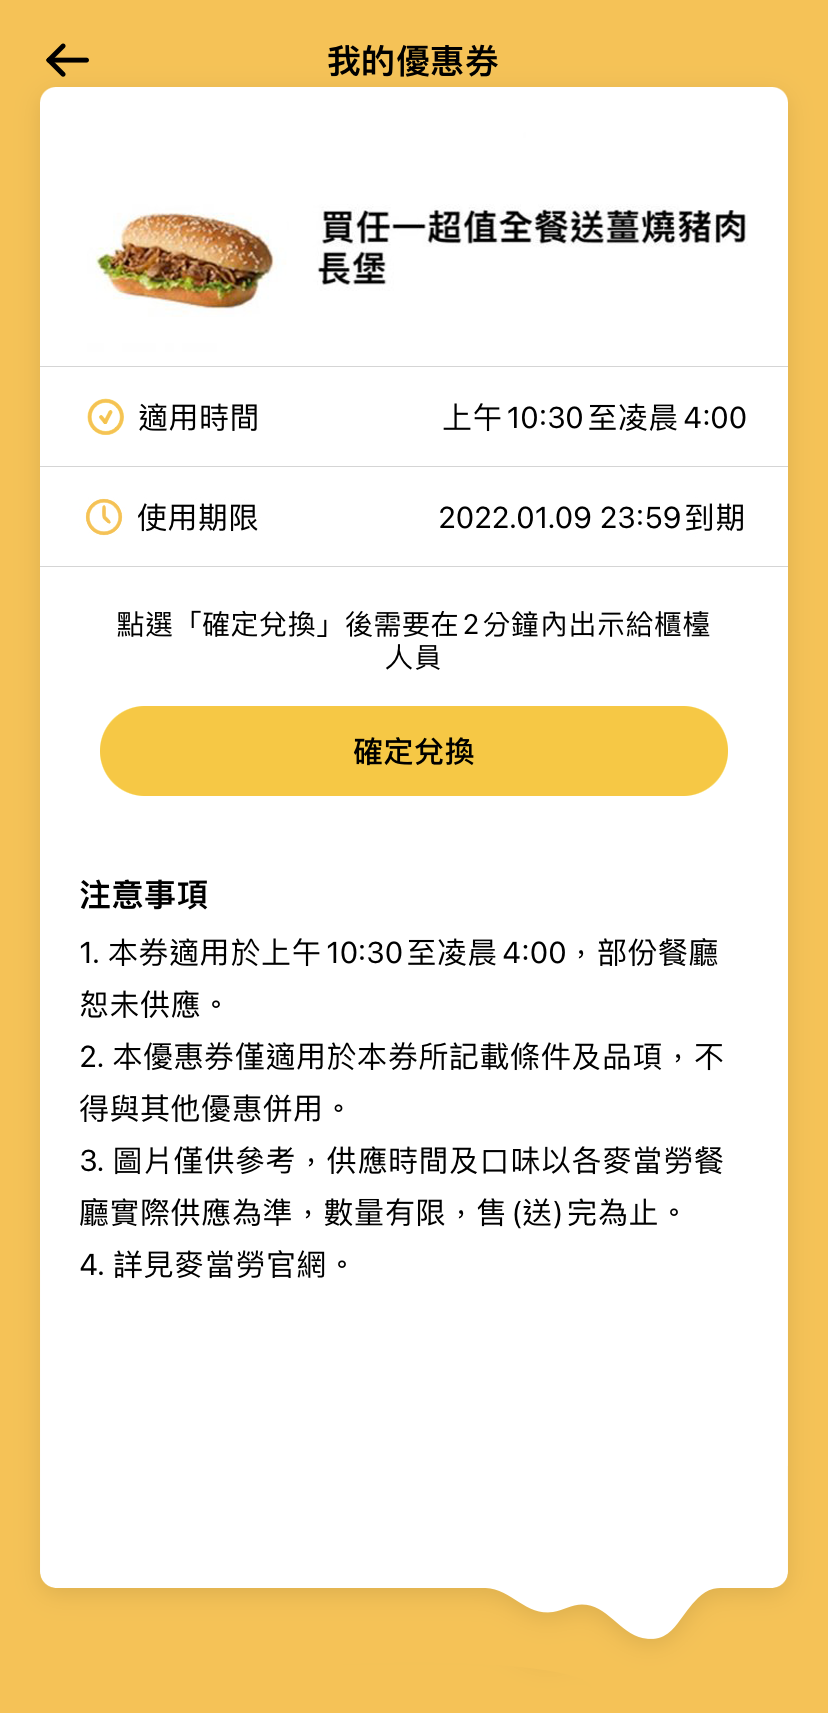 我的優惠券
買任一超值全餐送薑燒豬肉
長堡
適用時間
上午10:30至凌晨4:00
使用期限
2022.01.09 23:59到期
點選「確定兌換」後需要在2分鐘內出示給櫃檯
人員
確定兌換
注意事項
1. 本券適用於上午10:30至凌晨4:00，部份餐廳
恕未供應。
2. 本優惠券僅適用於本券所記載條件及品項，不
得與其他優惠併用。
3. 圖片僅供參考，供應時間及口味以各麥當勞餐
廳實際供應為準，數量有限，售(送)完為止。
4. 詳見麥當勞官網。